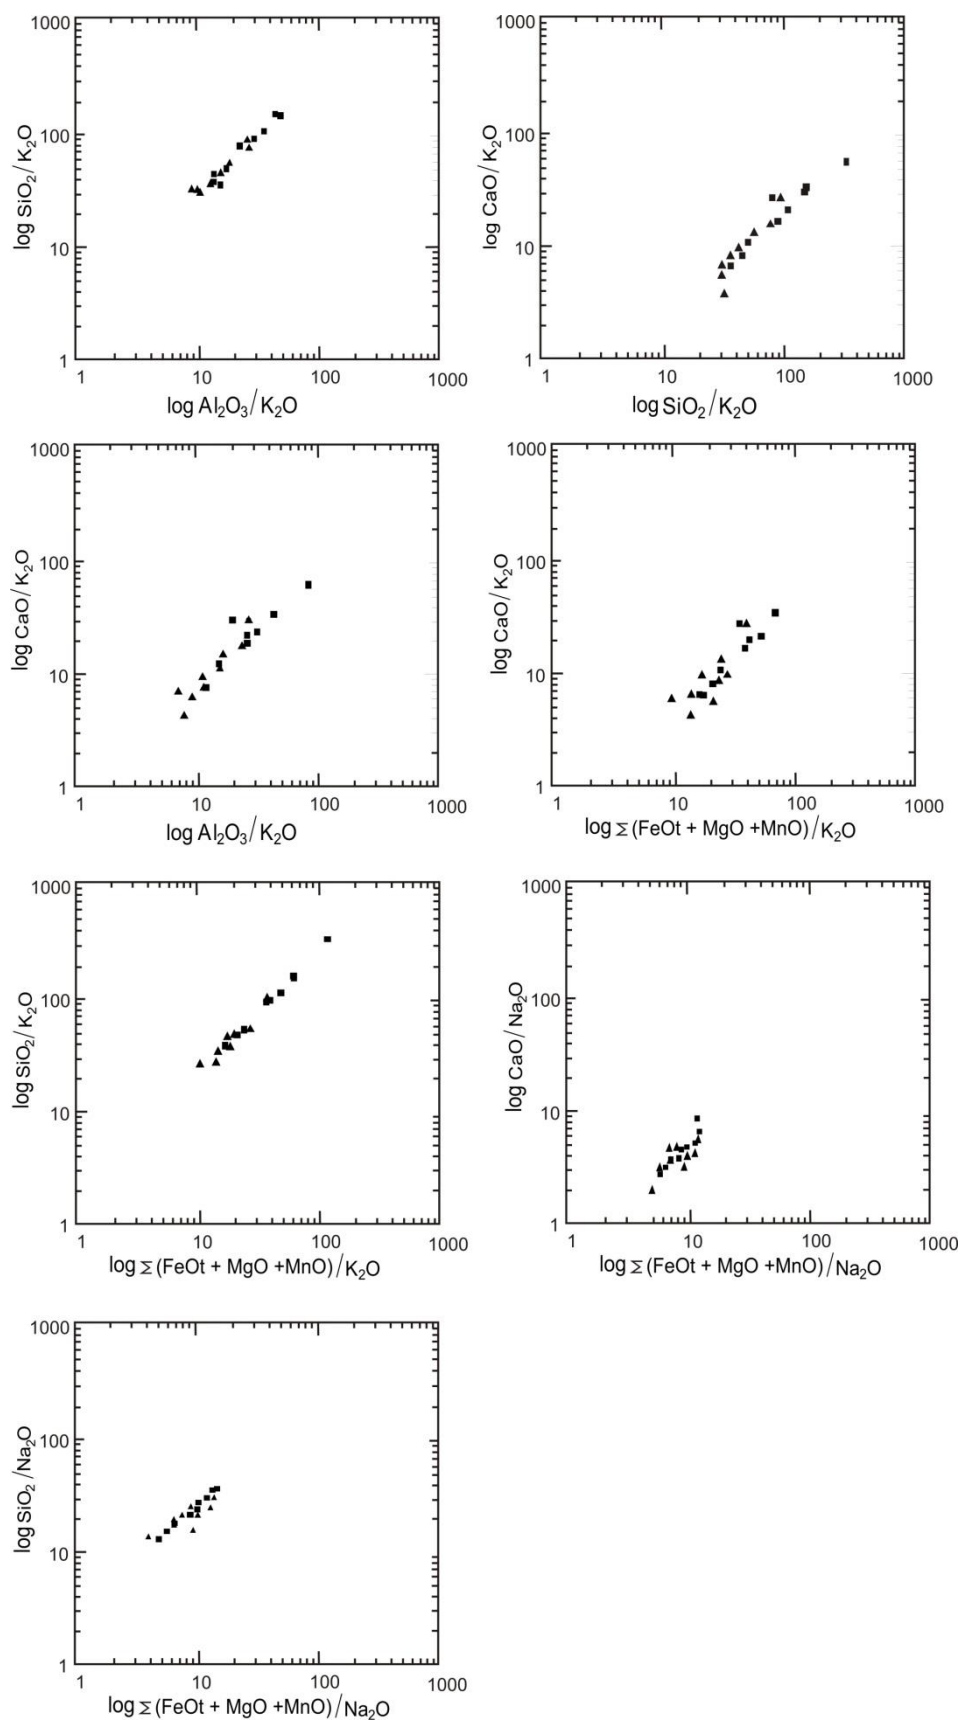 1000
100
10
1
log SiO₂/K₂O
1 10 100 1000
log Al₂O₃/K₂O
1000
100
10
1
log CaO/K₂O
1 10 100 1000
log SiO₂/K₂O
1000
100
10
1
log CaO/K₂O
1 10 100 1000
log Al₂O₃/K₂O
1000
100
10
1
log CaO/K₂O
1 10 100 1000
log Σ(FeOt + MgO +MnO)/K₂O
1000
100
10
1
log SiO₂/K₂O
1 10 100 1000
log Σ(FeOt + MgO +MnO)/K₂O
1000
100
10
1
log CaO/Na₂O
1 10 100 1000
log Σ(FeOt + MgO +MnO)/Na₂O
1000
100
10
1
log SiO₂/Na₂O
1 10 100 1000
log Σ(FeOt + MgO +MnO)/Na₂O